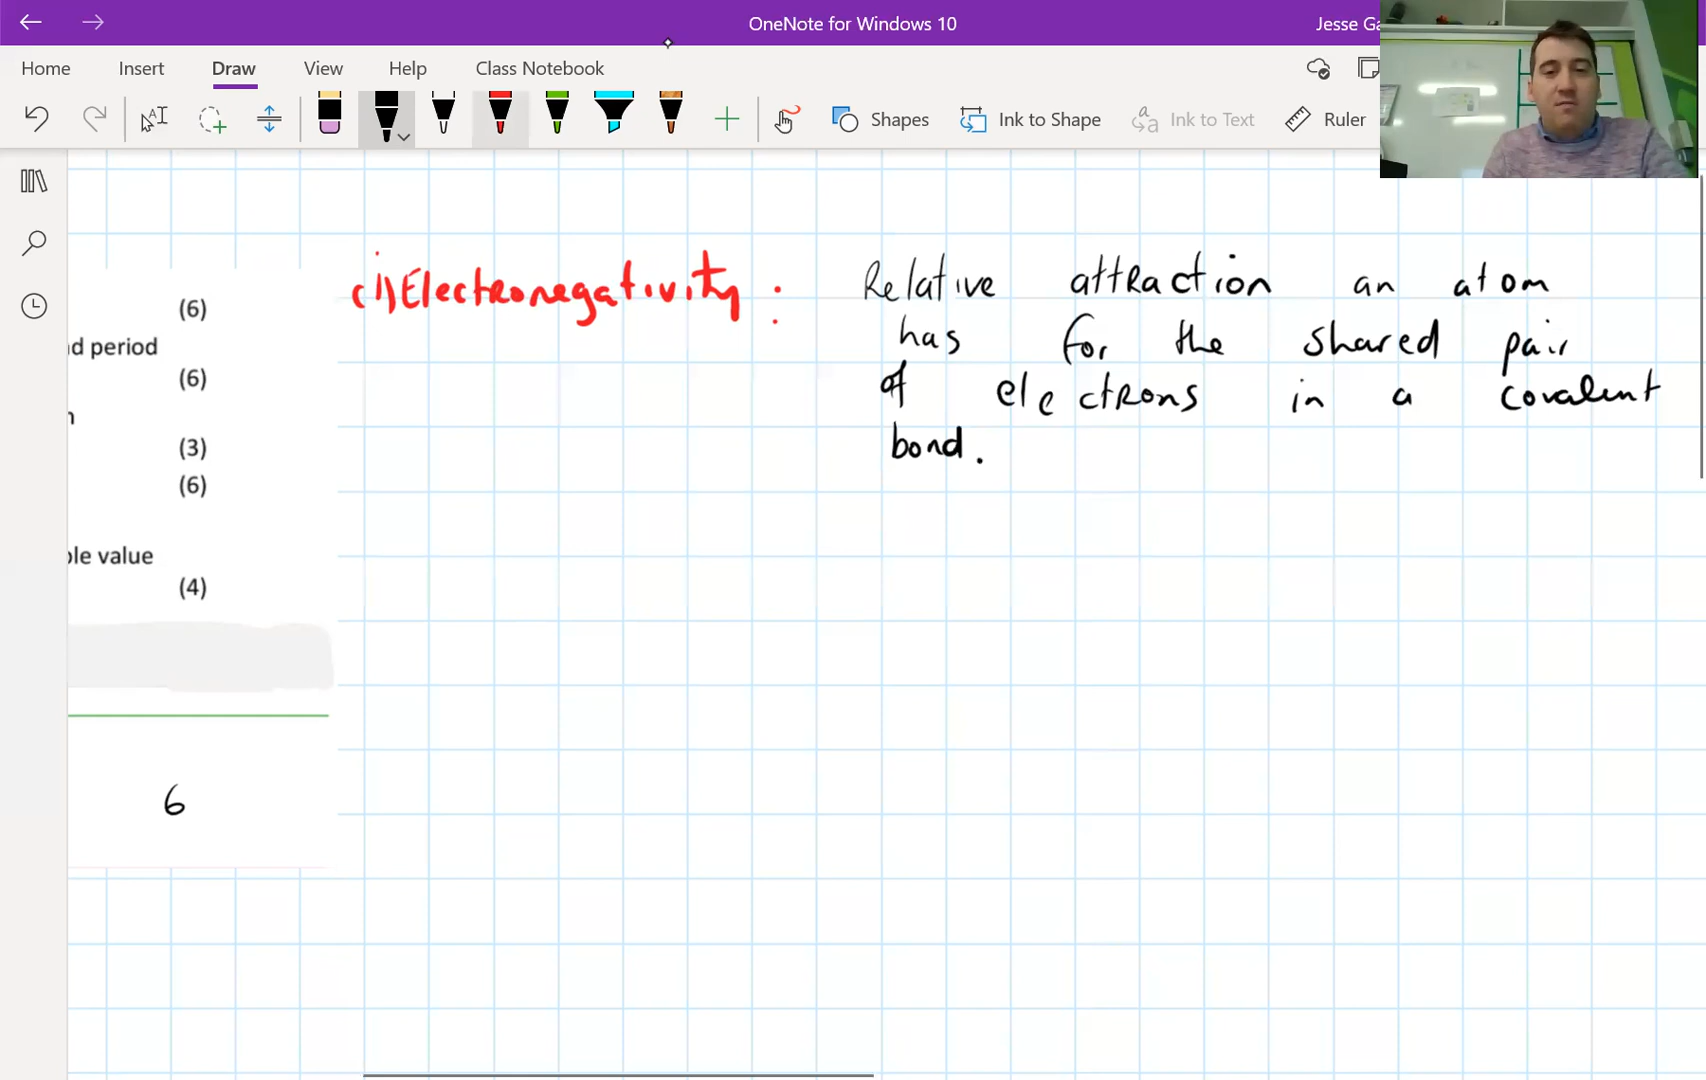 OneNote for Windows 10
Jesse Ga
Home Insert Draw View Help Class Notebook
Shapes Ink to Shape Ink to Text Ruler
(i) Electronegativity : Relative attraction an atom
has for the shared pair
of electrons in a covalent
bond.
(6)
d period
(6)
n
(3)
(6)
ble value
(4)
6